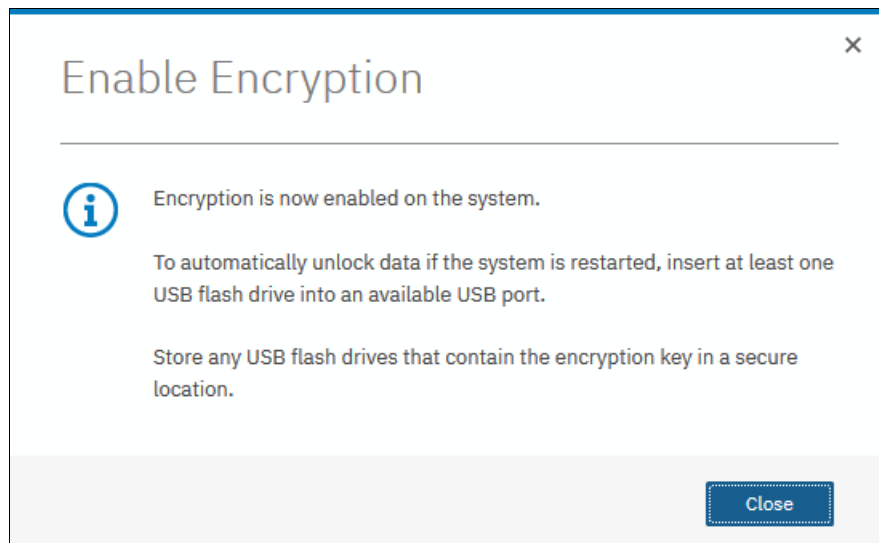 Enable Encryption
Encryption is now enabled on the system.
To automatically unlock data if the system is restarted, insert at least one
USB flash drive into an available USB port.
Store any USB flash drives that contain the encryption key in a secure
location.
Close